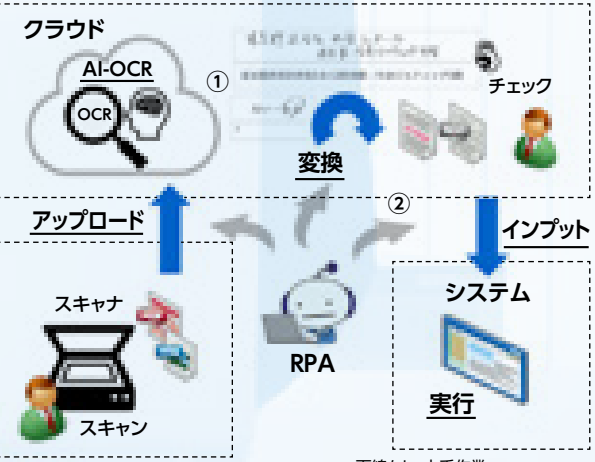 クラウド
AI-OCR
OCR
①
変換
チェック
アップロード
②
インプット
スキャナ
スキャン
RPA
システム
実行